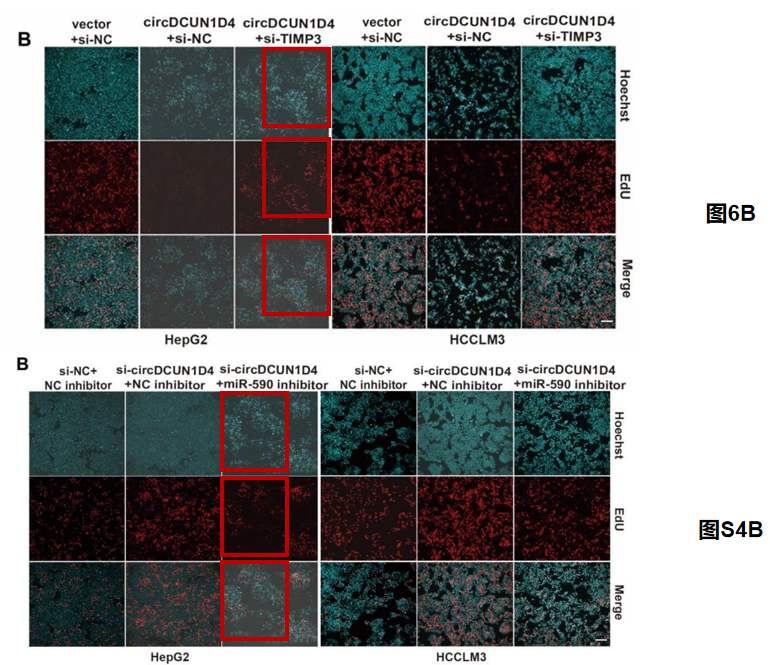 B
vector
+si-NC
circDCUN1D4
+si-NC
circDCUN1D4
+si-TIMP3
vector
+si-NC
circDCUN1D4
+si-NC
circDCUN1D4
+si-TIMP3
Hoechst
EdU
Merge
HepG2
HCCLM3
图6B
B
si-NC+
NC inhibitor
si-circDCUN1D4
+NC inhibitor
si-circDCUN1D4
+miR-590 inhibitor
si-NC+
NC inhibitor
si-circDCUN1D4
+NC inhibitor
si-circDCUN1D4
+miR-590 inhibitor
Hoechst
EdU
Merge
HepG2
HCCLM3
图S4B